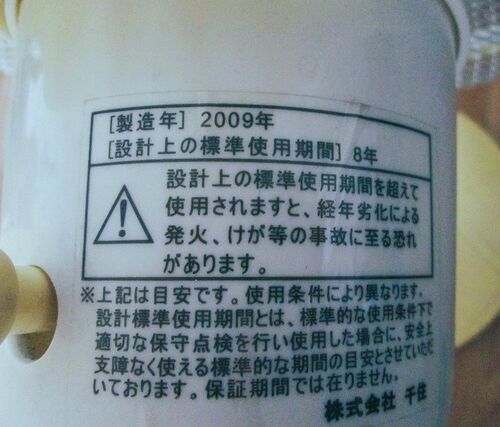 [製造年] 2009年
[設計上の標準使用期間] 8年
設計上の標準使用期間を超えて
使用されますと、経年劣化による
発火、けが等の事故に至る恐れ
があります。
※上記は目安です。使用条件により異なります。
設計標準使用期間とは、標準的な使用条件下で
適切な保守点検を行い使用した場合に、安全上
支障なく使える標準的な期間の目安とさせていただ
いております。保証期間では在りません。
株式会社 千住